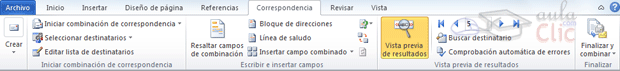 Archivo Inicio Insertar Diseño de página Referencias Correspondencia Revisar Vista
Crear
Iniciar combinación de correspondencia
Seleccionar destinatarios
Editar lista de destinatarios
Iniciar combinación de correspondencia
Resaltar campos de combinación
Bloque de direcciones
Línea de saludo
Insertar campo combinado
Escribir e insertar campos
Vista previa de resultados
5
Buscar destinatario
Comprobación automática de errores
Vista previa de resultados
Finalizar y combinar
Finalizar
aula
Clic